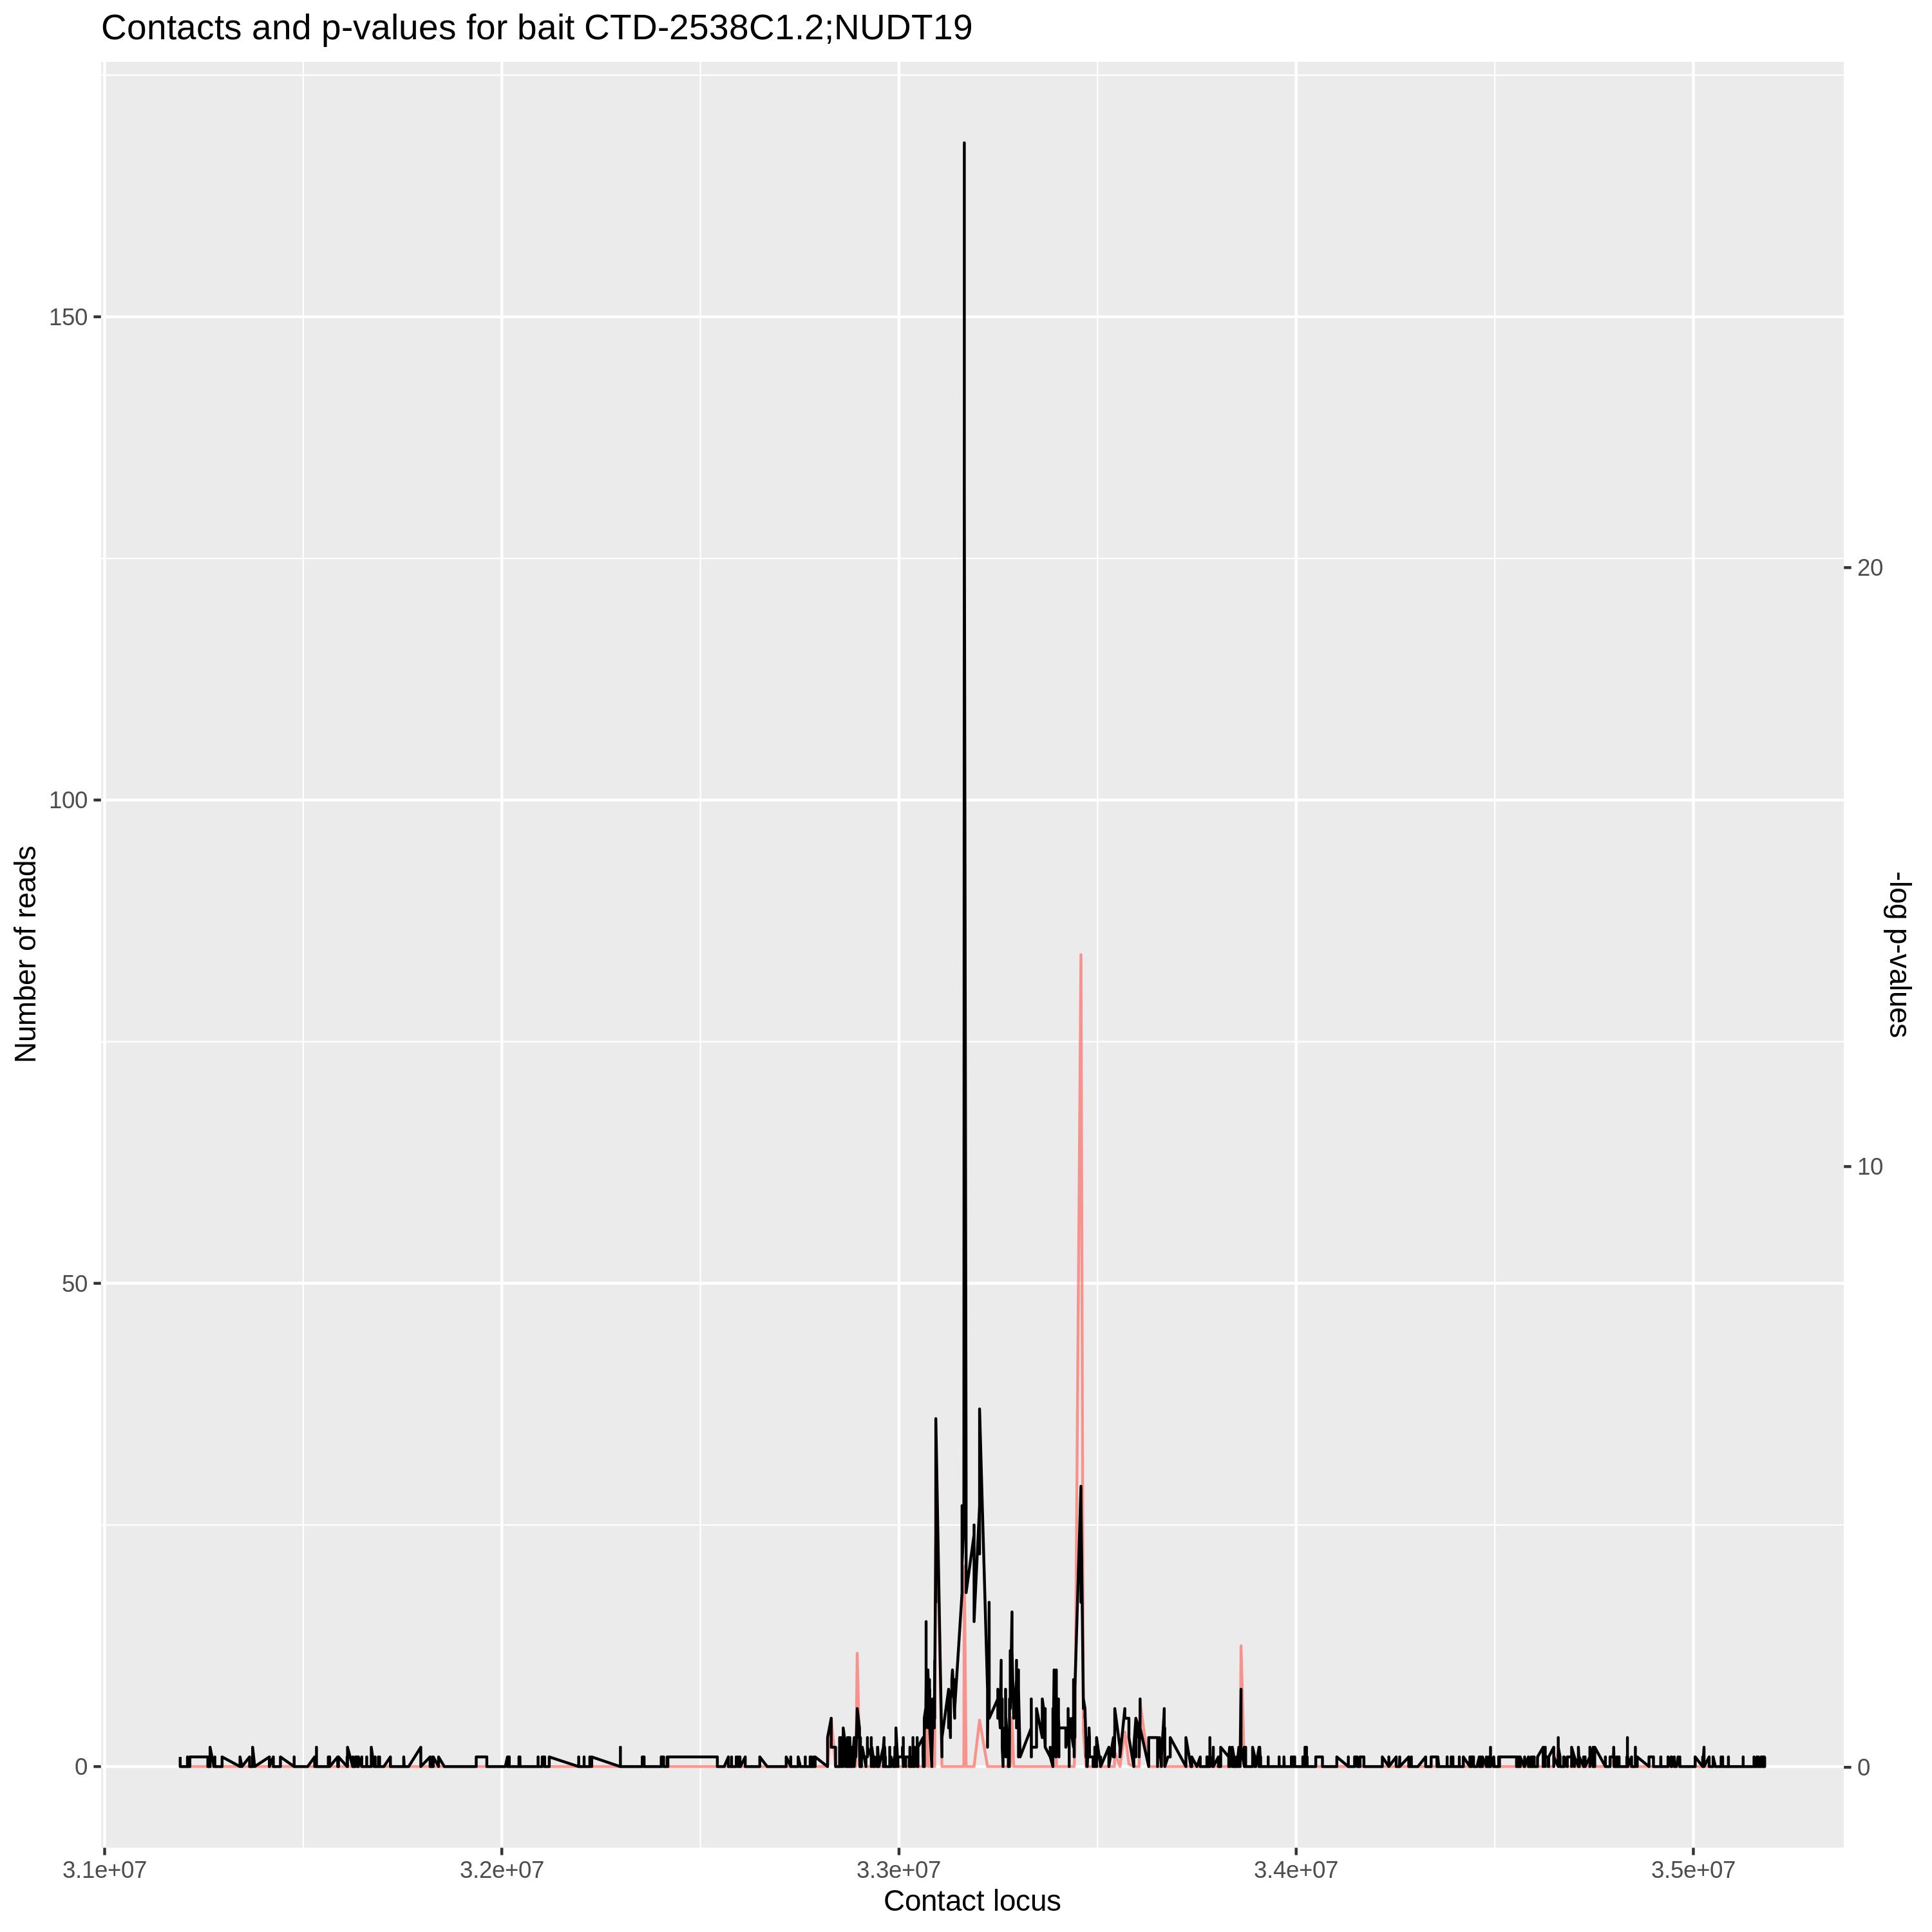 Contacts and p-values for bait CTD-2538C1.2;NUDT19
150
100
50
0
Number of reads
20
10
0
-log p-values
3.1e+07 3.2e+07 3.3e+07 3.4e+07 3.5e+07
Contact locus